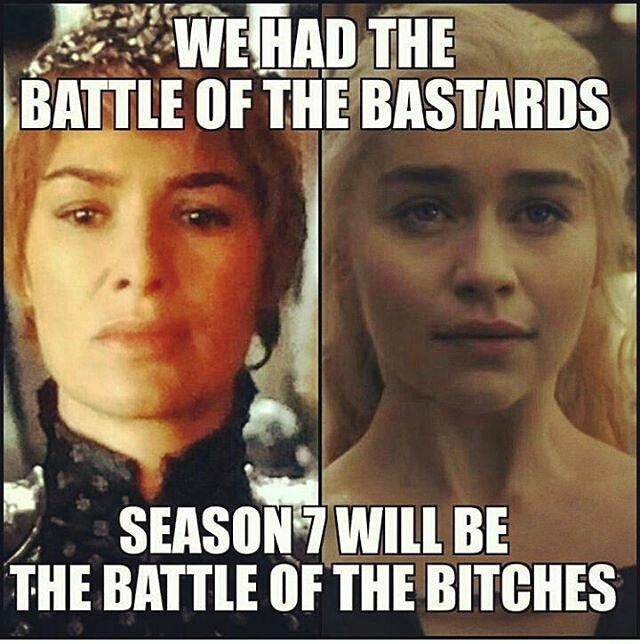 WE HAD THE
BATTLE OF THE BASTARDS
SEASON 7 WILL BE
THE BATTLE OF THE BITCHES